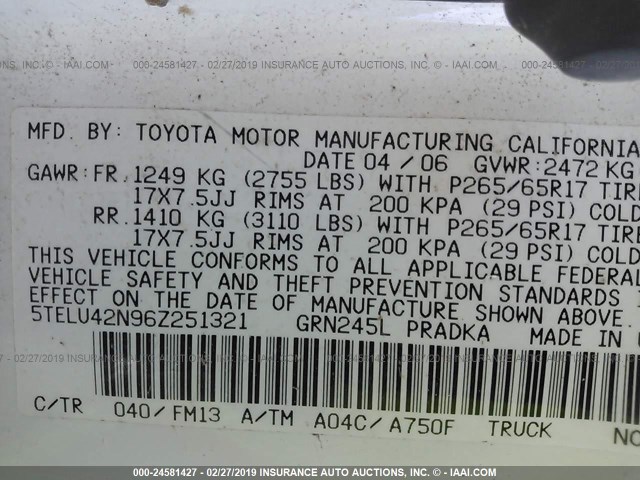 000-24581427 - 02/27/2019 INSURANCE AUTO AUCTIONS, INC. - IAAI.COM
MFD. BY: TOYOTA MOTOR MANUFACTURING CALIFORNIA
DATE 04 / 06 GVWR:2472 KG
GAWR:FR.1249 KG (2755 LBS) WITH P265/65R17 TIRE
17X7.5JJ RIMS AT 200 KPA (29 PSI) COLD
RR.1410 KG (3110 LBS) WITH P265/65R17 TIRE
17X7.5JJ RIMS AT 200 KPA (29 PSI) COLD
THIS VEHICLE CONFORMS TO ALL APPLICABLE FEDERAL
VEHICLE SAFETY AND THEFT PREVENTION STANDARDS
EFFECT ON THE DATE OF MANUFACTURE SHOWN ABOVE.
5TELU42N96Z251321 GRN245L PRADKA MADE IN
C/TR 040/FM13 A/TM A04C/A750F TRUCK
000-24581427 - 02/27/2019 INSURANCE AUTO AUCTIONS, INC. - IAAI.COM